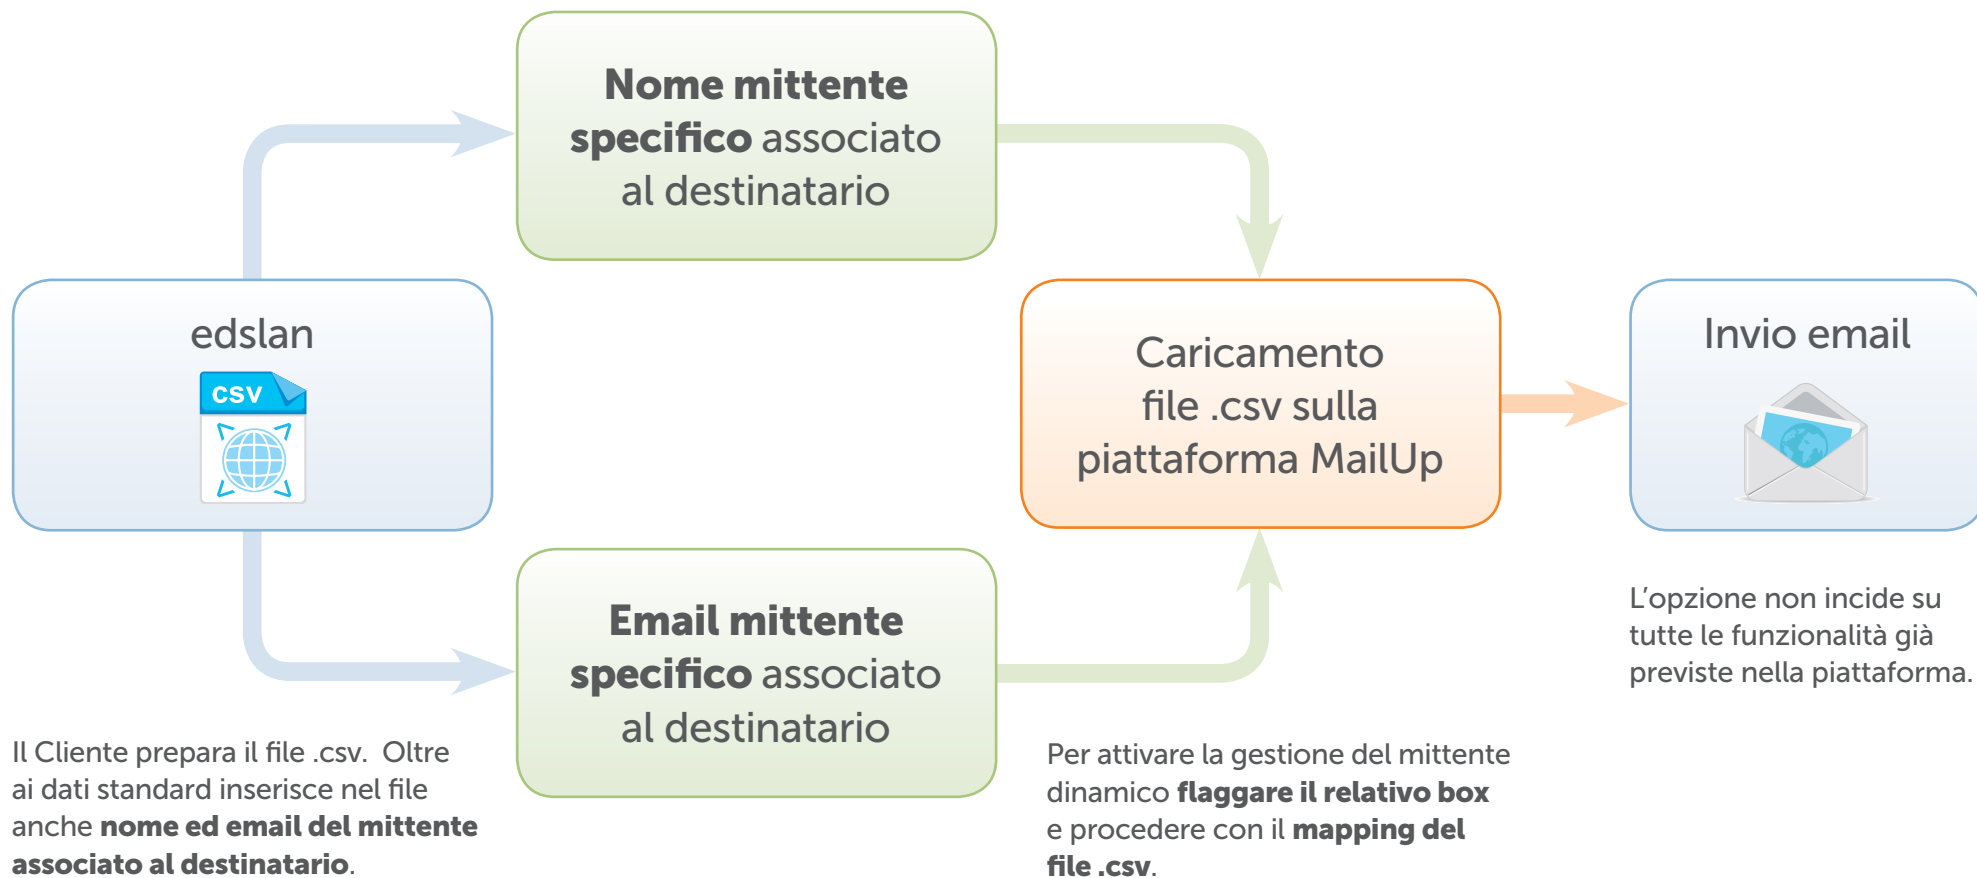 Nome mittente
specifico associato
al destinatario
edslan
CSV
Caricamento
file .csv sulla
piattaforma MailUp
Invio email
Email mittente
specifico associato
al destinatario
L’opzione non incide su
tutte le funzionalità già
previste nella piattaforma.
Il Cliente prepara il file .csv.  Oltre
ai dati standard inserisce nel file
anche nome ed email del mittente
associato al destinatario.
Per attivare la gestione del mittente
dinamico flaggare il relativo box
e procedere con il mapping del
file .csv.